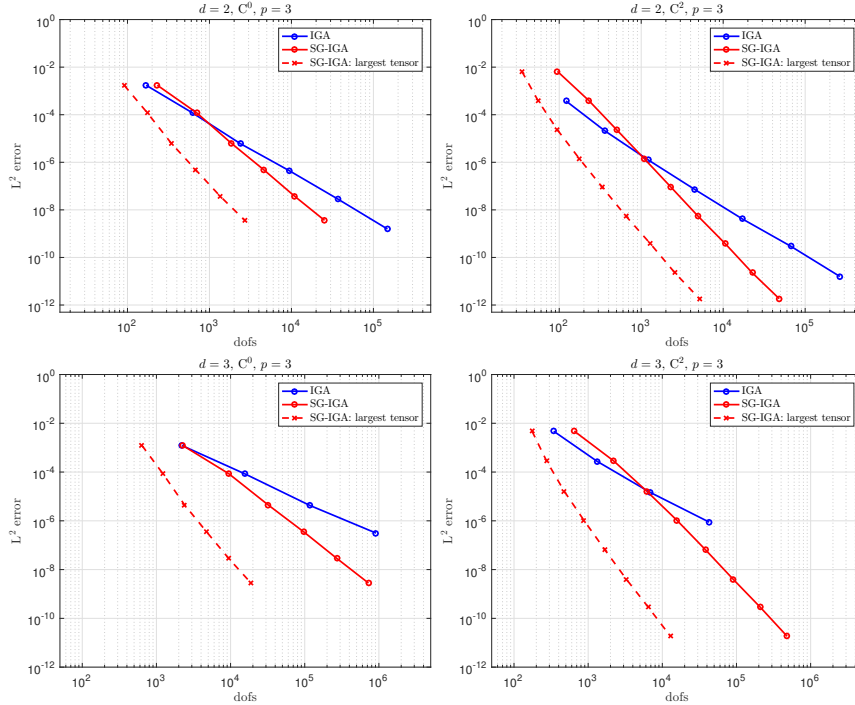 d = 2, C⁰, p = 3
10⁰
10⁻²
10⁻⁴
10⁻⁶
10⁻⁸
10⁻¹⁰
10⁻¹²
L² error
IGA
SG-IGA
SG-IGA: largest tensor
10² 10³ 10⁴ 10⁵
dofs
d = 2, C², p = 3
10⁰
10⁻²
10⁻⁴
10⁻⁶
10⁻⁸
10⁻¹⁰
10⁻¹²
L² error
IGA
SG-IGA
SG-IGA: largest tensor
10² 10³ 10⁴ 10⁵
dofs
d = 3, C⁰, p = 3
10⁰
10⁻²
10⁻⁴
10⁻⁶
10⁻⁸
10⁻¹⁰
10⁻¹²
L² error
IGA
SG-IGA
SG-IGA: largest tensor
10² 10³ 10⁴ 10⁵ 10⁶
dofs
d = 3, C², p = 3
10⁰
10⁻²
10⁻⁴
10⁻⁶
10⁻⁸
10⁻¹⁰
10⁻¹²
L² error
IGA
SG-IGA
SG-IGA: largest tensor
10² 10³ 10⁴ 10⁵ 10⁶
dofs